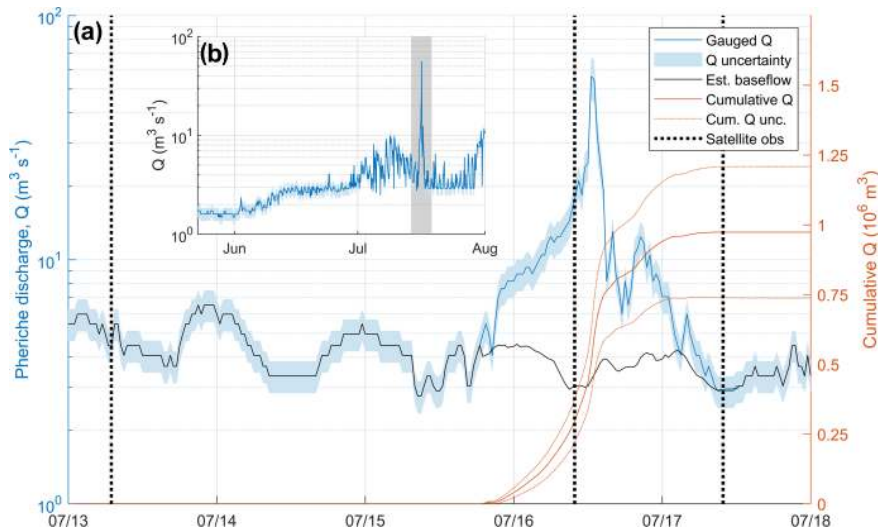 (a)
(b)
Pheriche discharge, Q (m³ s⁻¹)
10²
10¹
10⁰
07/13
07/14
07/15
07/16
07/17
07/18
Q (m³ s⁻¹)
10²
10¹
10⁰
Jun
Jul
Aug
Gauged Q
Q uncertainty
Est. baseflow
Cumulative Q
Cum. Q unc.
Satellite obs
1.5
1.25
1
0.75
0.5
0.25
0
Cumulative Q (10⁶ m³)